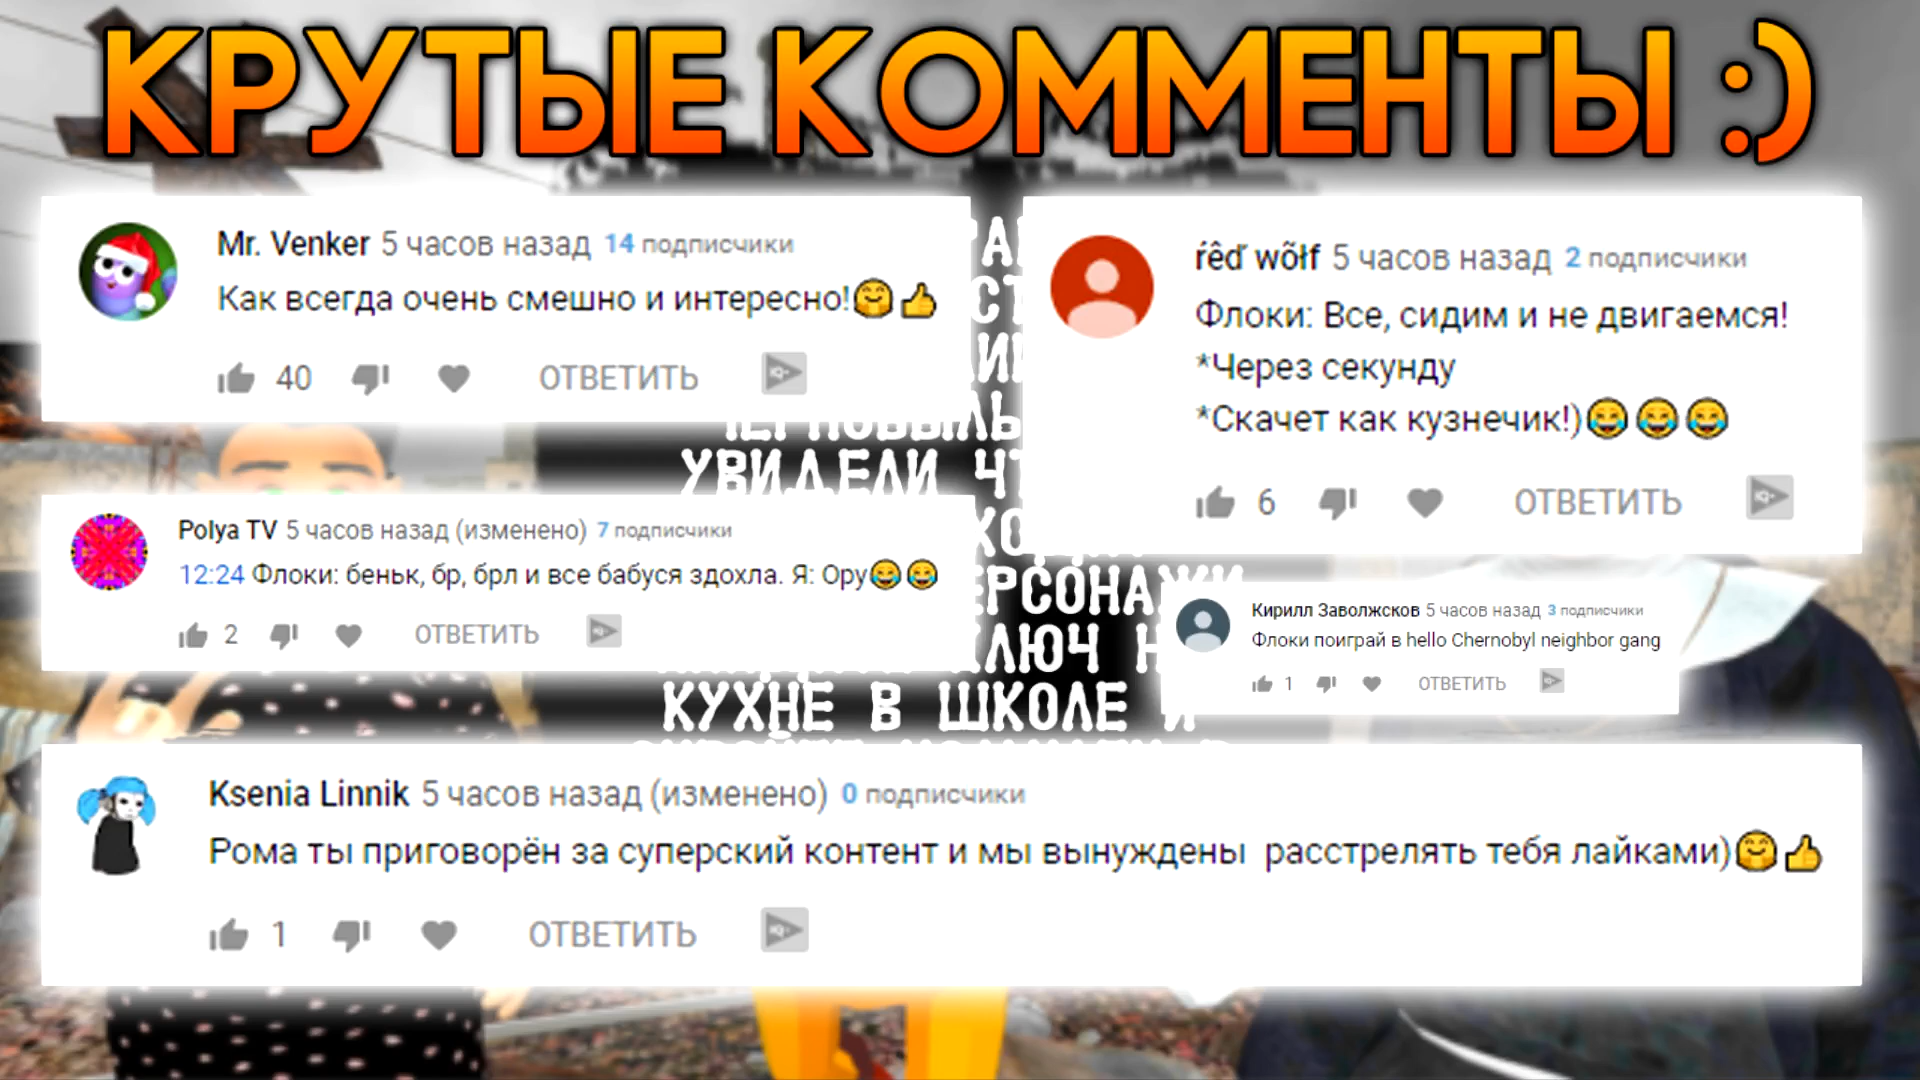 КРУТЫЕ КОММЕНТЫ :)
Mr. Venker 5 часов назад 14 подписчики
Как всегда очень смешно и интересно!🤗👍
40 ОТВЕТИТЬ
ŕêď wõłf 5 часов назад 2 подписчики
Флоки: Все, сидим и не двигаемся!
*Через секунду
*Скачет как кузнечик!)😂😂😂
6 ОТВЕТИТЬ
УВИДЕЛИ
Polya TV 5 часов назад (изменено) 7 подписчики
12:24 Флоки: беньк, бр, брл и все бабуся здохла. Я: Ору😂😂
2 ОТВЕТИТЬ
Кирилл Заволжсков 5 часов назад 3 подписчики
Флоки поиграй в hello Chernobyl neighbor gang
1 ОТВЕТИТЬ
КУХНЕ В ШКОЛЕ И
Ksenia Linnik 5 часов назад (изменено) 0 подписчики
Рома ты приговорён за суперский контент и мы вынуждены расстрелять тебя лайками)🤗👍
1 ОТВЕТИТЬ